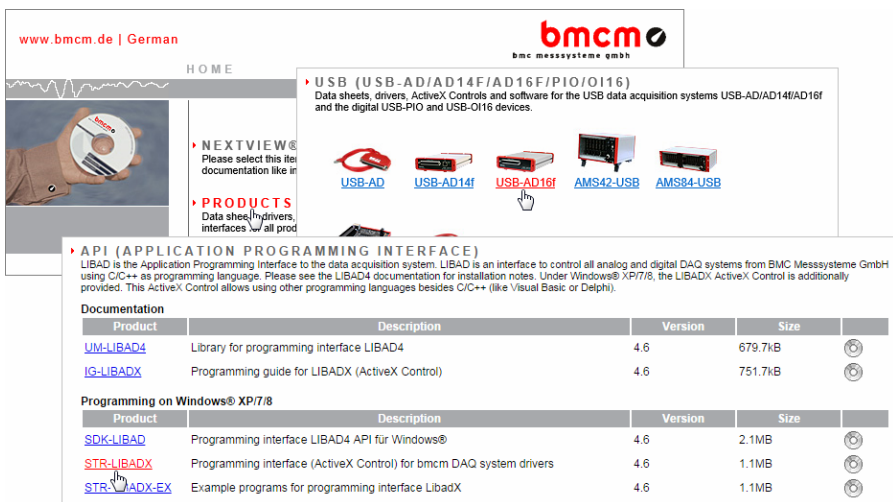 www.bmcm.de | German
bmcm
bmc messsysteme gmbh
HOME
bmcm
NEXTVIEW®
Please select this ite
documentation like in
PRODUCTS
Data shee drivers,
interfaces all prod
USB (USB-AD/AD14F/AD16F/PIO/OI16)
Data sheets, drivers, ActiveX Controls and software for the USB data acquisition systems USB-AD/AD14f/AD16f
and the digital USB-PIO and USB-OI16 devices.
USB-AD USB-AD14f USB-AD16f AMS42-USB AMS84-USB
API (APPLICATION PROGRAMMING INTERFACE)
LIBAD is the Application Programming Interface to the data acquisition system. LIBAD is an interface to control all analog and digital DAQ systems from BMC Messsysteme GmbH
using C/C++ as programming language. Please see the LIBAD4 documentation for installation notes. Under Windows® XP/7/8, the LIBADX ActiveX Control is additionally
provided. This ActiveX Control allows using other programming languages besides C/C++ (like Visual Basic or Delphi).
Documentation
Product Description Version Size
UM-LIBAD4 Library for programming interface LIBAD4 4.6 679.7kB
IG-LIBADX Programming guide for LIBADX (ActiveX Control) 4.6 751.7kB
Programming on Windows® XP/7/8
Product Description Version Size
SDK-LIBAD Programming interface LIBAD4 API für Windows® 4.6 2.1MB
STR-LIBADX Programming interface (ActiveX Control) for bmcm DAQ system drivers 4.6 1.1MB
STR- ADX-EX Example programs for programming interface LibadX 4.6 1.1MB